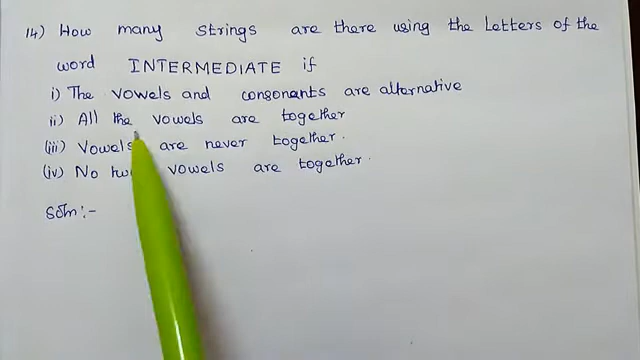 14) How many strings are there using the Letters of the
word INTERMEDIATE if
i) The vowels and consonants are alternative
ii) All the vowels are together
(iii) Vowels are never together.
(iv) No two vowels are together.
Soln :-